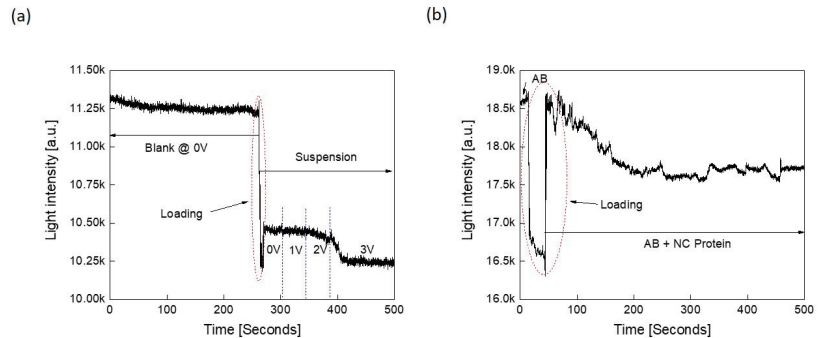 (a)
(b)
11.50k
11.25k
11.00k
10.75k
10.50k
10.25k
10.00k
Light intensity [a.u.]
Blank @ 0V
Suspension
Loading
0V
1V
2V
3V
0 100 200 300 400 500
Time [Seconds]
19.0k
18.5k
18.0k
17.5k
17.0k
16.5k
16.0k
Light intensity [a.u.]
AB
Loading
AB + NC Protein
0 100 200 300 400 500
Time [Seconds]